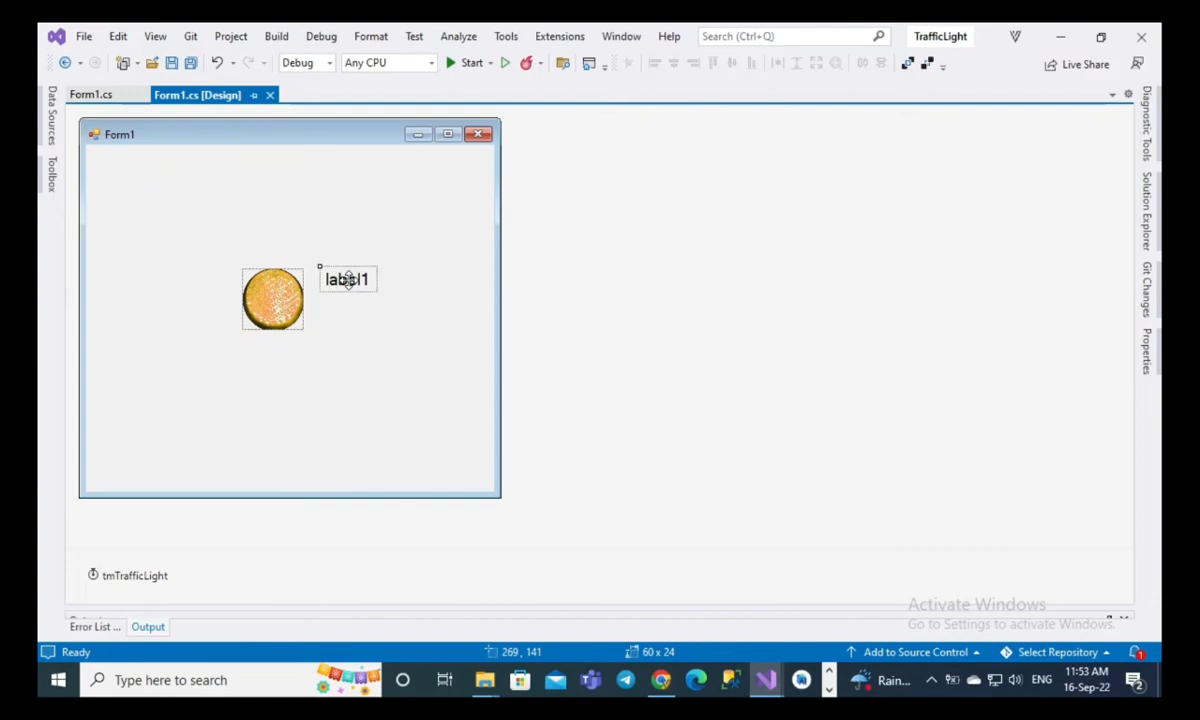 File Edit View Git Project Build Debug Format Test Analyze Tools Extensions Window Help Search (Ctrl+Q) TrafficLight
Debug Any CPU Start Live Share
Form1.cs Form1.cs [Design]
Data Sources
Toolbox
Form1
label1
Diagnostic Tools
Solution Explorer
Git Changes
Properties
tmTrafficLight
Activate Windows
Go to Settings to activate Windows.
Error List ... Output
Ready 269 , 141 60 x 24 Add to Source Control Select Repository 1
Type here to search Rain... ENG 11:53 AM
16-Sep-22 2